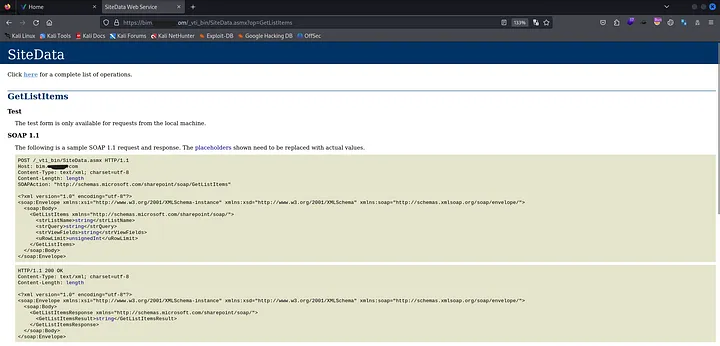 Home
SiteData Web Service
https://bim om/_vti_bin/SiteData.asmx?op=GetListItems
133%
Kali Linux Kali Tools Kali Docs Kali Forums Kali NetHunter Exploit-DB Google Hacking DB OffSec
SiteData
Click here for a complete list of operations.
GetListItems
Test
The test form is only available for requests from the local machine.
SOAP 1.1
The following is a sample SOAP 1.1 request and response. The placeholders shown need to be replaced with actual values.
POST /_vti_bin/SiteData.asmx HTTP/1.1
Host: bim. com
Content-Type: text/xml; charset=utf-8
Content-Length: length
SOAPAction: "http://schemas.microsoft.com/sharepoint/soap/GetListItems"
<?xml version="1.0" encoding="utf-8"?>
<soap:Envelope xmlns:xsi="http://www.w3.org/2001/XMLSchema-instance" xmlns:xsd="http://www.w3.org/2001/XMLSchema" xmlns:soap="http://schemas.xmlsoap.org/soap/envelope/">
<soap:Body>
<GetListItems xmlns="http://schemas.microsoft.com/sharepoint/soap/">
<strListName>string</strListName>
<strQuery>string</strQuery>
<strViewFields>string</strViewFields>
<uRowLimit>unsignedInt</uRowLimit>
</GetListItems>
</soap:Body>
</soap:Envelope>
HTTP/1.1 200 OK
Content-Type: text/xml; charset=utf-8
Content-Length: length
<?xml version="1.0" encoding="utf-8"?>
<soap:Envelope xmlns:xsi="http://www.w3.org/2001/XMLSchema-instance" xmlns:xsd="http://www.w3.org/2001/XMLSchema" xmlns:soap="http://schemas.xmlsoap.org/soap/envelope/">
<soap:Body>
<GetListItemsResponse xmlns="http://schemas.microsoft.com/sharepoint/soap/">
<GetListItemsResult>string</GetListItemsResult>
</GetListItemsResponse>
</soap:Body>
</soap:Envelope>